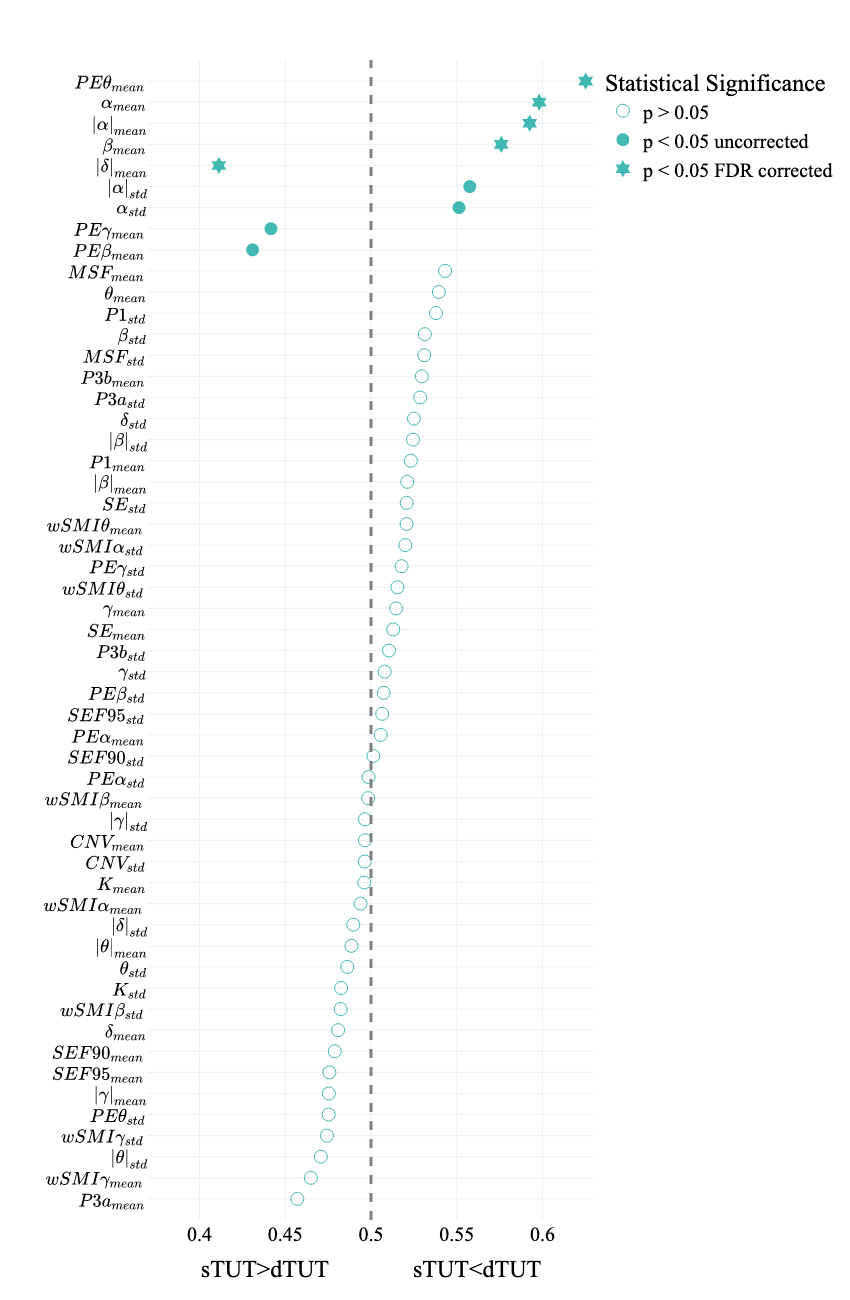 PEθmean
αmean
|α|mean
βmean
|δ|mean
|α|std
αstd
PEγmean
PEβmean
MSFmean
θmean
P1std
βstd
MSFstd
P3bmean
P3astd
δstd
|β|std
P1mean
|β|mean
SEstd
wSMIθmean
wSMIαstd
PEγstd
wSMIθstd
γmean
SEmean
P3bstd
γstd
PEβstd
SEF95std
PEαmean
SEF90std
PEαstd
wSMIβmean
|γ|std
CNVmean
CNVstd
Kmean
wSMIαmean
|δ|std
|θ|mean
θstd
Kstd
wSMIβstd
δmean
SEF90mean
SEF95mean
|γ|mean
PEθstd
wSMIγstd
|θ|std
wSMIγmean
P3amean
0.4 0.45 0.5 0.55 0.6
sTUT>dTUT sTUT<dTUT
Statistical Significance
p > 0.05
p < 0.05 uncorrected
p < 0.05 FDR corrected